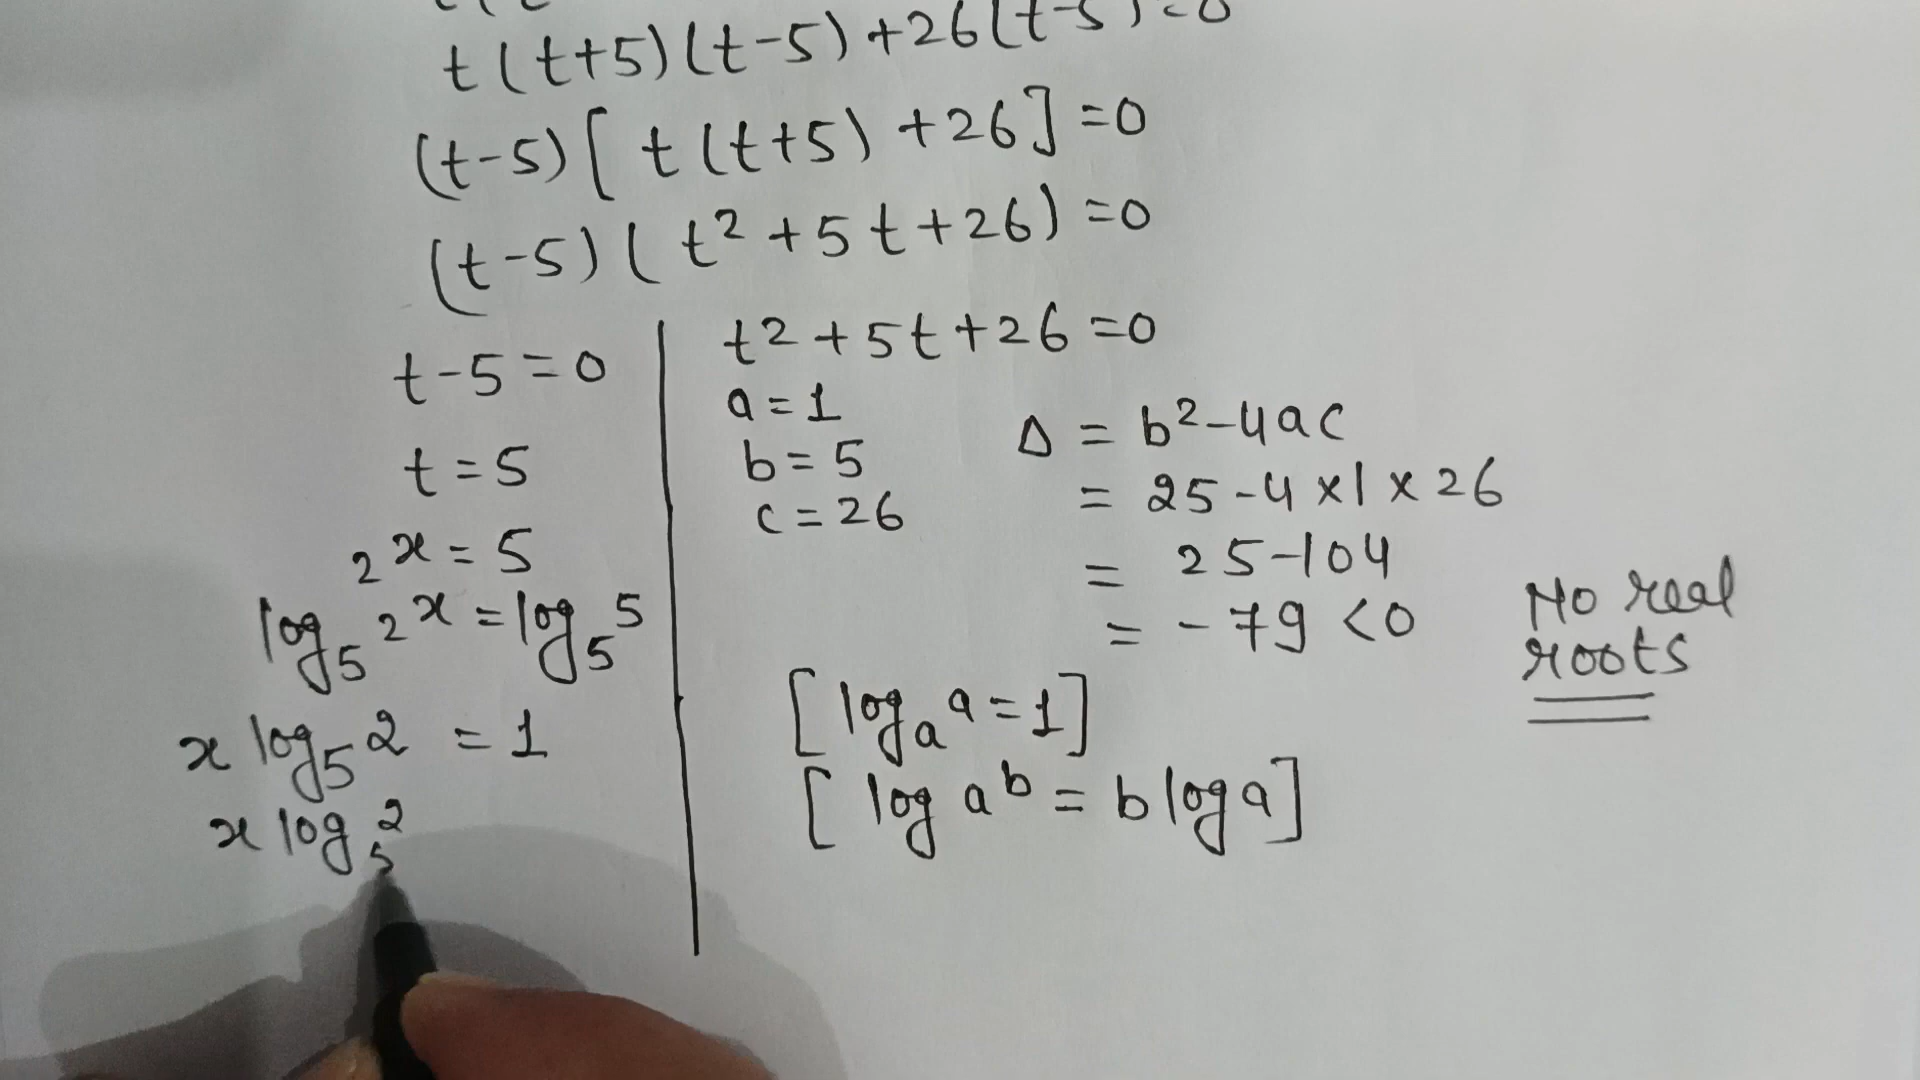 t(t+5)(t-5)+26(t-5)=0
(t-5)[t(t+5)+26]=0
(t-5)(t²+5t+26)=0
t-5=0
t=5
2^x=5
log₅2^x=log₅5
x log₅2=1
x log₅2
t²+5t+26=0
a=1
b=5
c=26
Δ=b²-4ac
=25-4×1×26
=25-104
=-79<0
No real
roots
[logₐa=1]
[log a^b=b log a]